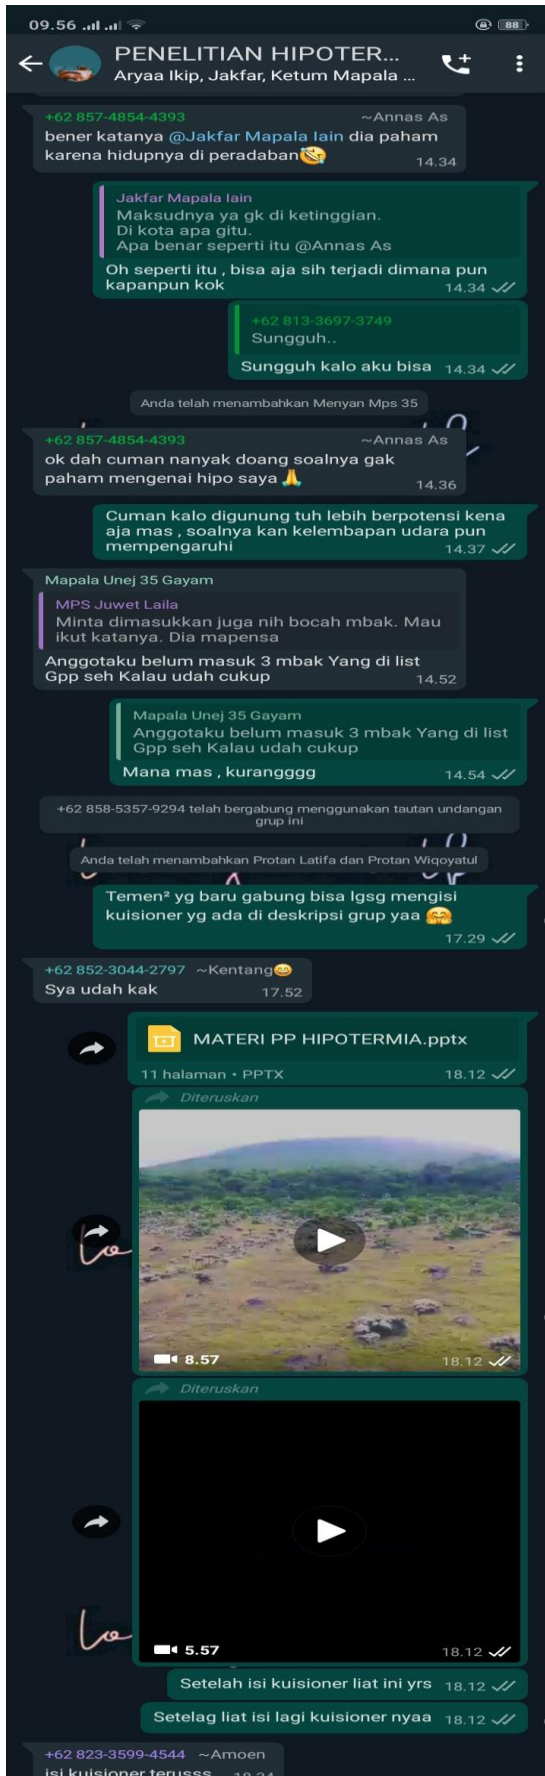 09.56
88
PENELITIAN HIPOTER...
Aryaa Ikip, Jakfar, Ketum Mapala ...
+62 857-4854-4393 ~Annas As
bener katanya @Jakfar Mapala Iain dia paham
karena hidupnya di peradaban🤣
14.34
Jakfar Mapala Iain
Maksudnya ya gk di ketinggian.
Di kota apa gitu.
Apa benar seperti itu @Annas As
Oh seperti itu , bisa aja sih terjadi dimana pun
kapanpun kok 14.34
+62 813-3697-3749
Sungguh..
Sungguh kalo aku bisa 14.34
Anda telah menambahkan Menyan Mps 35
+62 857-4854-4393 ~Annas As
ok dah cuman nanyak doang soalnya gak
paham mengenai hipo saya 🙏
14.36
Cuman kalo digunung tuh lebih berpotensi kena
aja mas , soalnya kan kelembapan udara pun
mempengaruhi 14.37
Mapala Unej 35 Gayam
MPS Juwet Laila
Minta dimasukkan juga nih bocah mbak. Mau
ikut katanya. Dia mapensa
Anggotaku belum masuk 3 mbak Yang di list
Gpp seh Kalau udah cukup 14.52
Mapala Unej 35 Gayam
Anggotaku belum masuk 3 mbak Yang di list
Gpp seh Kalau udah cukup
Mana mas , kurangggg 14.54
+62 858-5357-9294 telah bergabung menggunakan tautan undangan
grup ini
Anda telah menambahkan Protan Latifa dan Protan Wiqoyatul
Temen² yg baru gabung bisa lgsg mengisi
kuisioner yg ada di deskripsi grup yaa 🤗
17.29
+62 852-3044-2797 ~Kentang😄
Sya udah kak 17.52
MATERI PP HIPOTERMIA.pptx
11 halaman • PPTX 18.12
Diteruskan
8.57 18.12
Diteruskan
5.57 18.12
Setelah isi kuisioner liat ini yrs 18.12
Setelag liat isi lagi kuisioner nyaa 18.12
+62 823-3599-4544 ~Amoen
isi kuisioner terusss